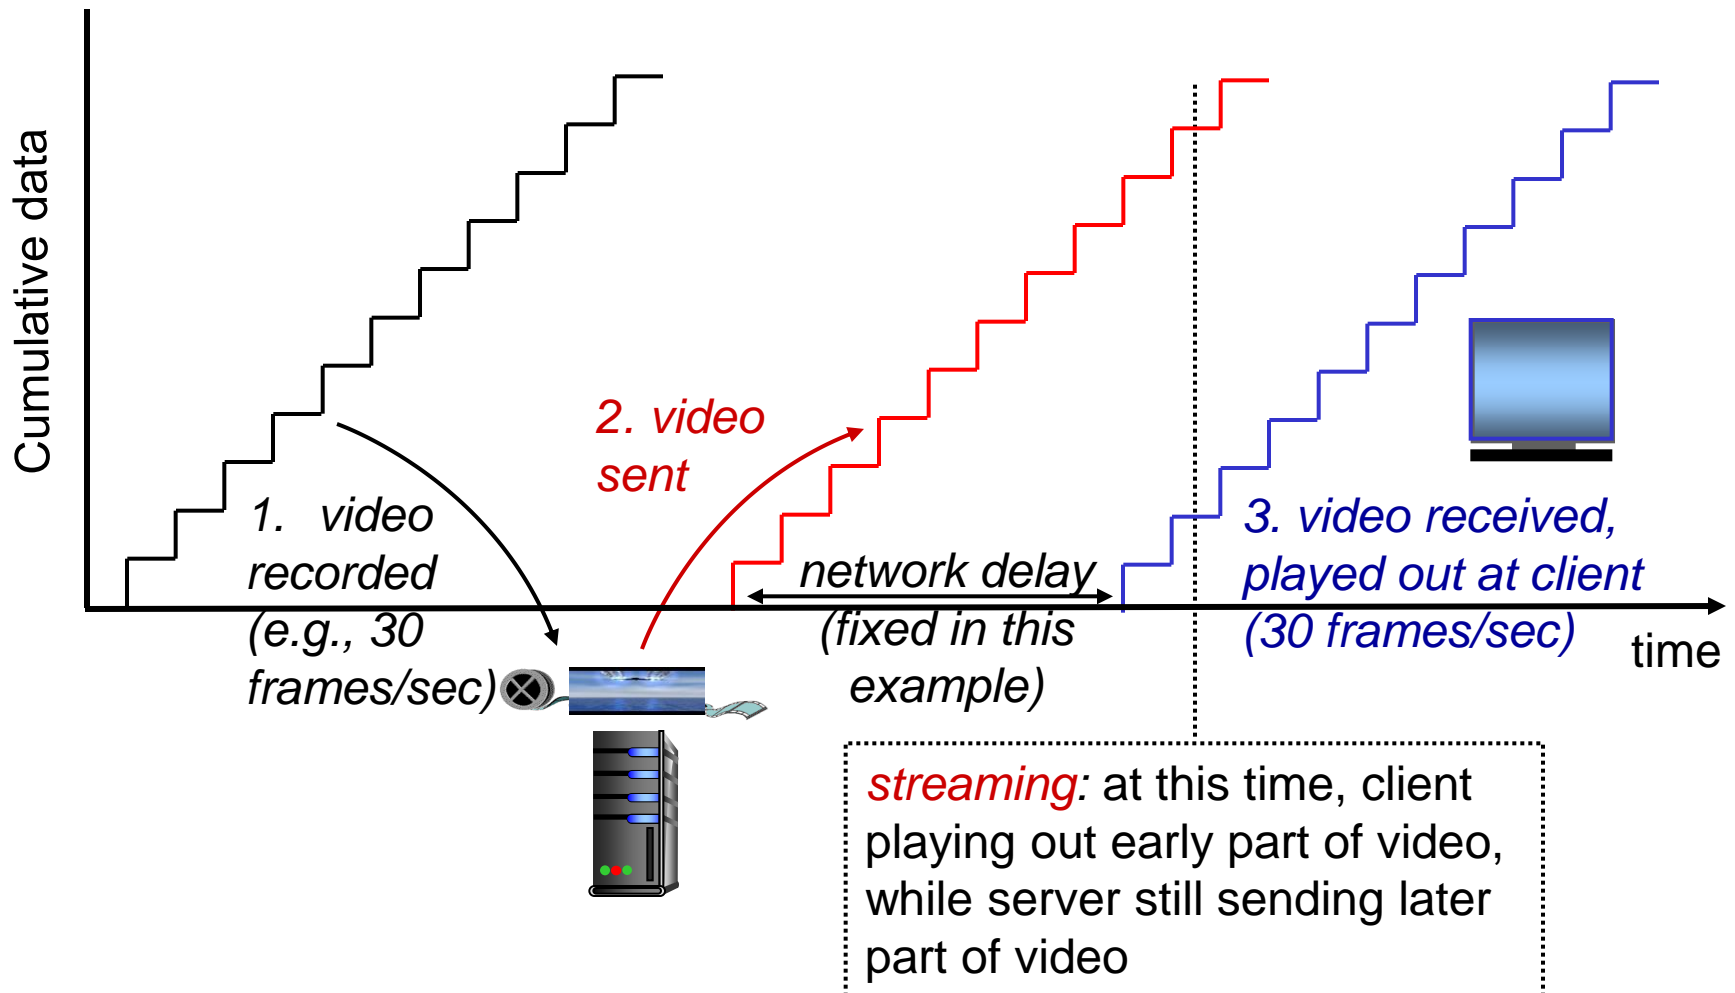 Cumulative data
1. video
recorded
(e.g., 30
frames/sec)
2. video
sent
network delay
(fixed in this
example)
3. video received,
played out at client
(30 frames/sec)
time
streaming: at this time, client
playing out early part of video,
while server still sending later
part of video